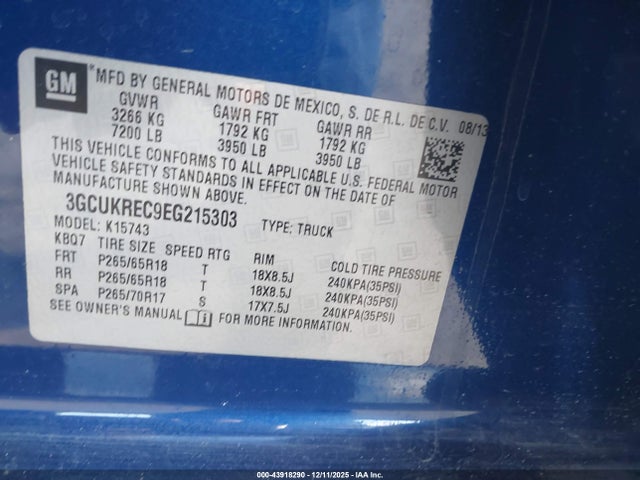 GM
*MFD BY GENERAL MOTORS DE MEXICO, S. DE R.L. DE C.V. 08/13
GVWR GAWR FRT GAWR RR
3266 KG 1792 KG 1792 KG
7200 LB 3950 LB 3950 LB
THIS VEHICLE CONFORMS TO ALL APPLICABLE U.S. FEDERAL MOTOR
VEHICLE SAFETY STANDARDS IN EFFECT ON THE DATE OF
MANUFACTURE SHOWN ABOVE.
3GCUKREC9EG215303 TYPE: TRUCK
MODEL: K15743
KBQ7 TIRE SIZE SPEED RTG RIM COLD TIRE PRESSURE
FRT P265/65R18 T 18X8.5J 240KPA(35PSI)
RR P265/65R18 T 18X8.5J 240KPA(35PSI)
SPA P265/70R17 S 17X7.5J 240KPA(35PSI)
SEE OWNER'S MANUAL FOR MORE INFORMATION.
000-43918290 - 12/11/2025 - IAA Inc.